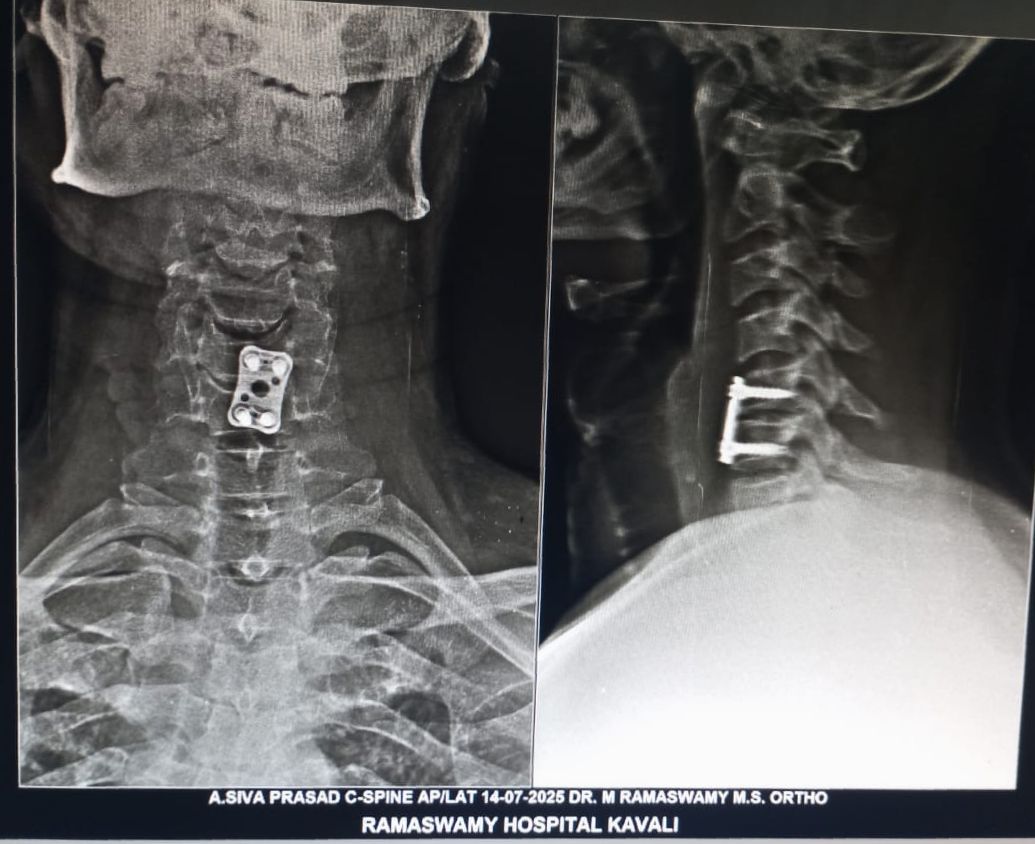 A.SIVA PRASAD C-SPINE AP/LAT 14-07-2025 DR. M RAMASWAMY M.S. ORTHO
RAMASWAMY HOSPITAL KAVALI